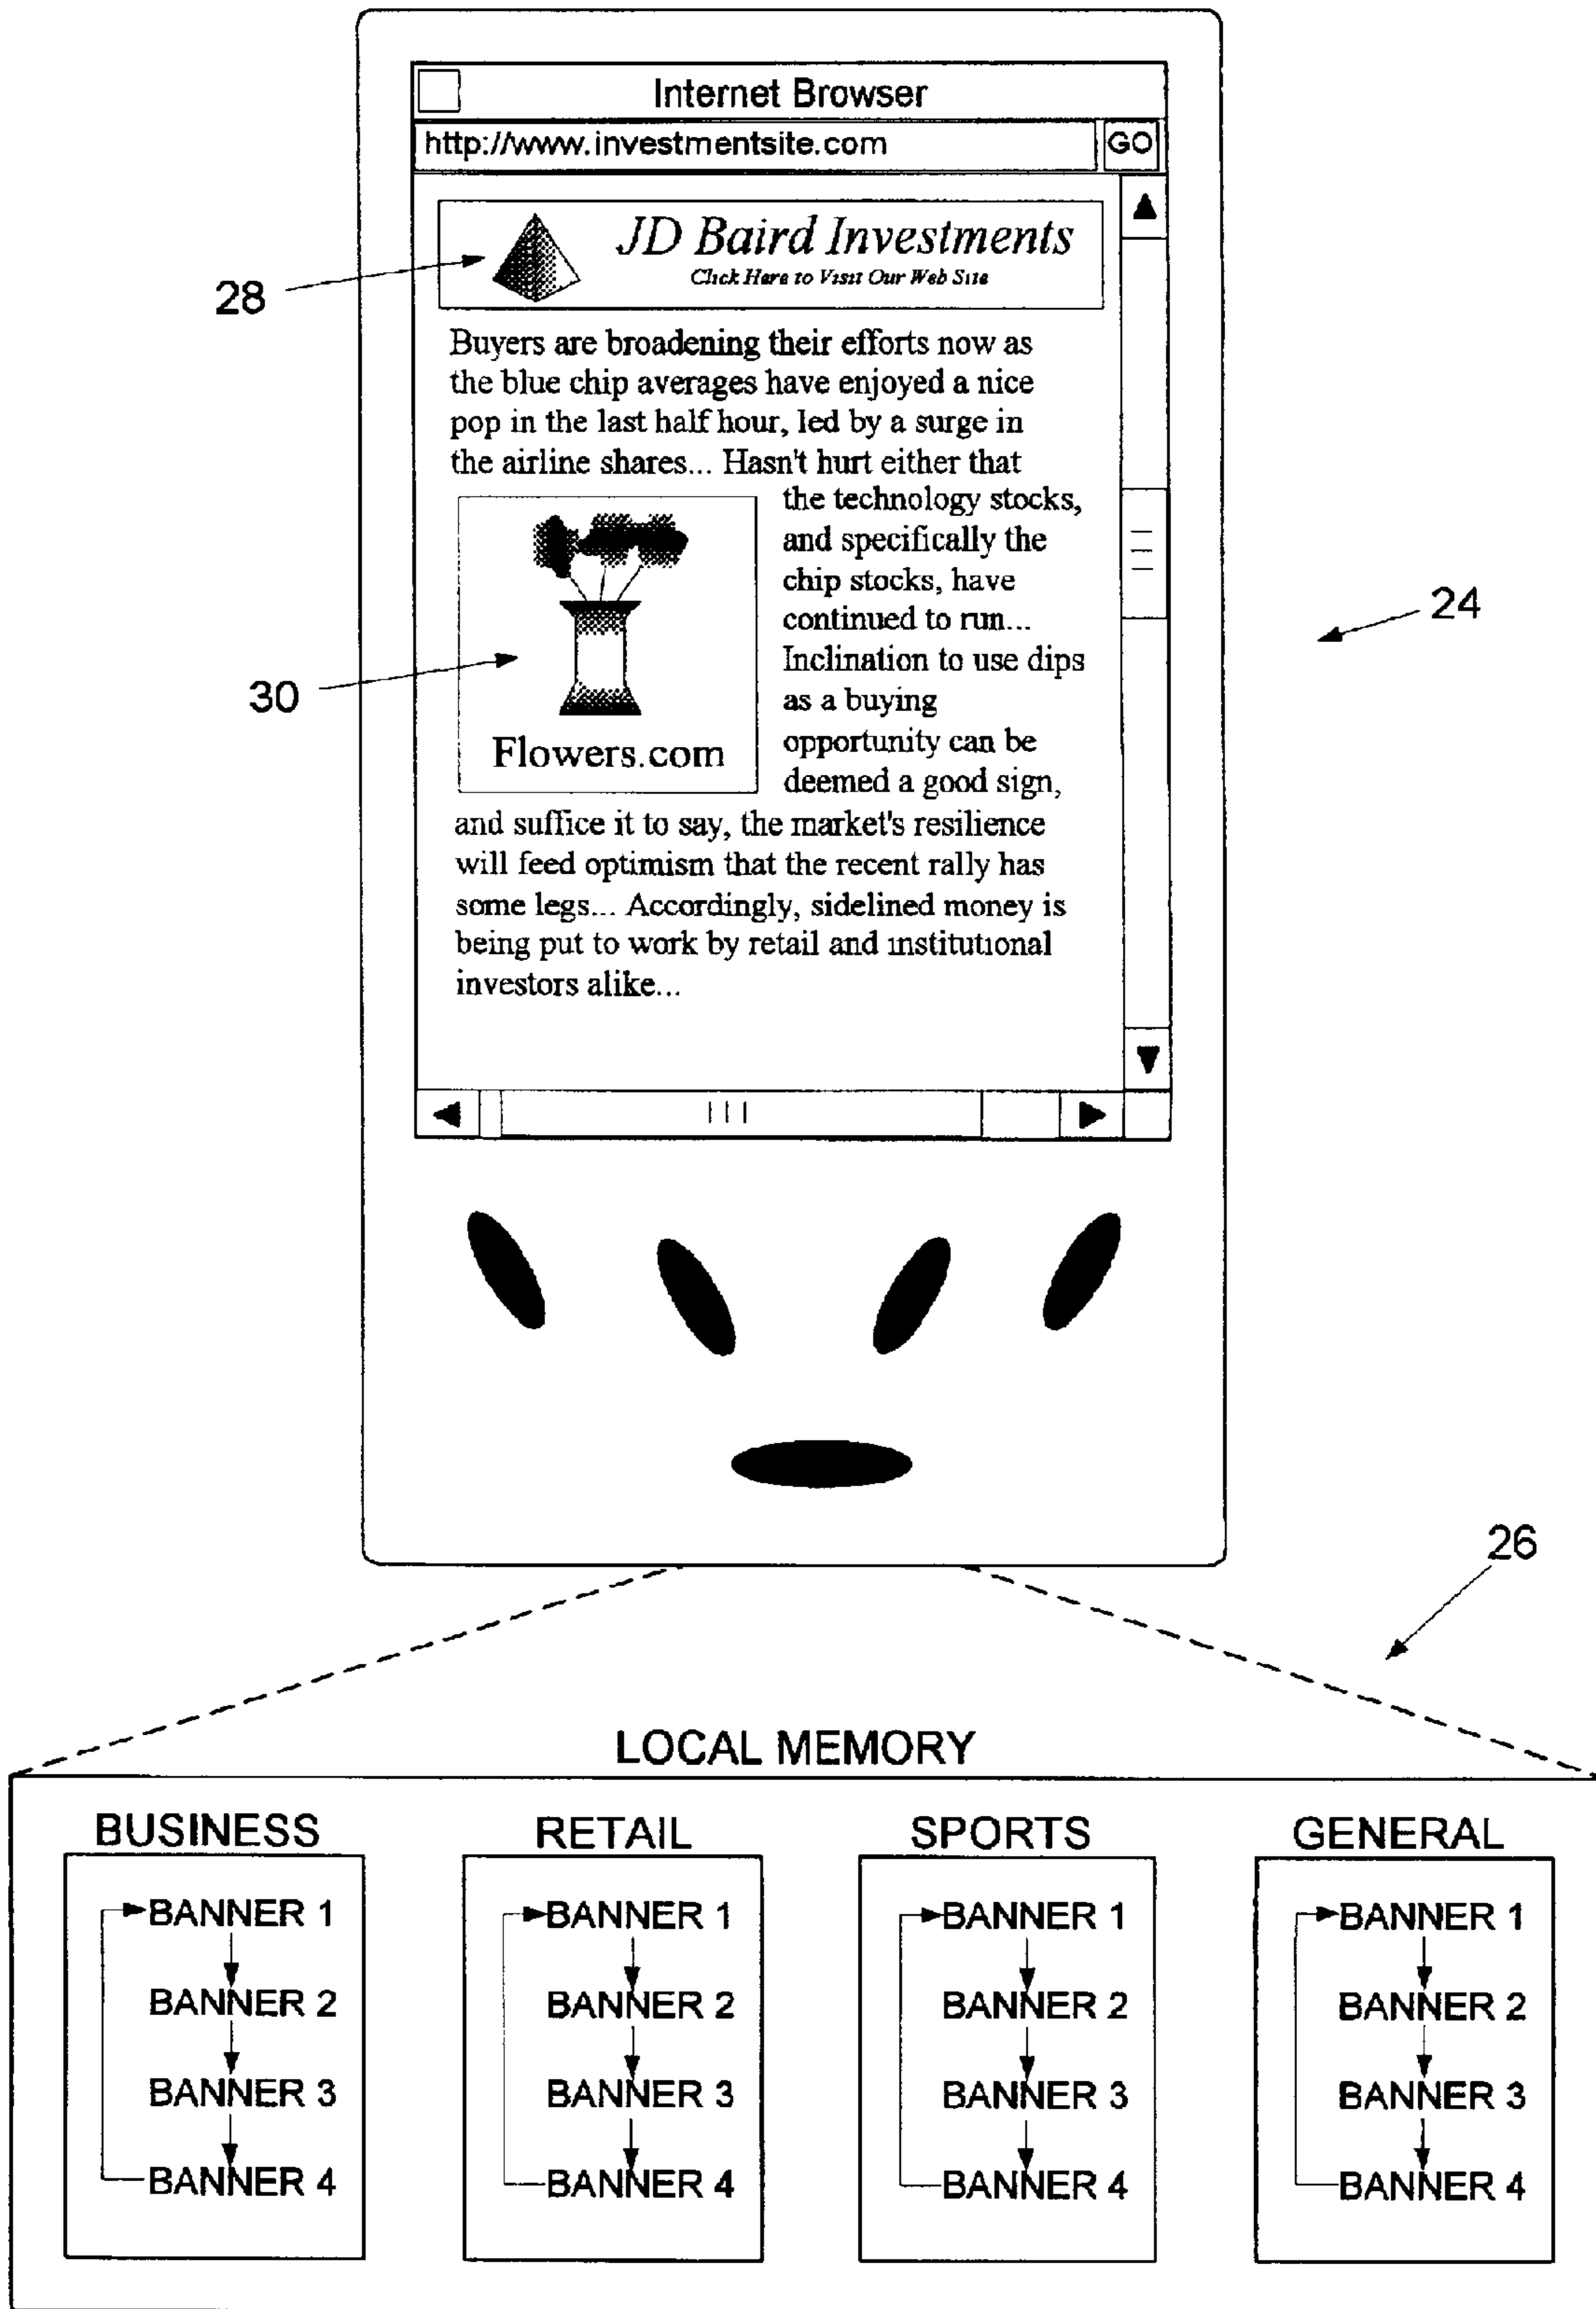 Internet Browser
http://www.investmentsite.com GO
JD Baird Investments
Click Here to Visit Our Web Site
28
Buyers are broadening their efforts now as
the blue chip averages have enjoyed a nice
pop in the last half hour, led by a surge in
the airline shares... Hasn't hurt either that
the technology stocks,
and specifically the
chip stocks, have
continued to run...
Inclination to use dips
as a buying
opportunity can be
deemed a good sign,
30
Flowers.com
24
and suffice it to say, the market's resilience
will feed optimism that the recent rally has
some legs... Accordingly, sidelined money is
being put to work by retail and institutional
investors alike...
26
LOCAL MEMORY
BUSINESS
BANNER 1
BANNER 2
BANNER 3
BANNER 4
RETAIL
BANNER 1
BANNER 2
BANNER 3
BANNER 4
SPORTS
BANNER 1
BANNER 2
BANNER 3
BANNER 4
GENERAL
BANNER 1
BANNER 2
BANNER 3
BANNER 4